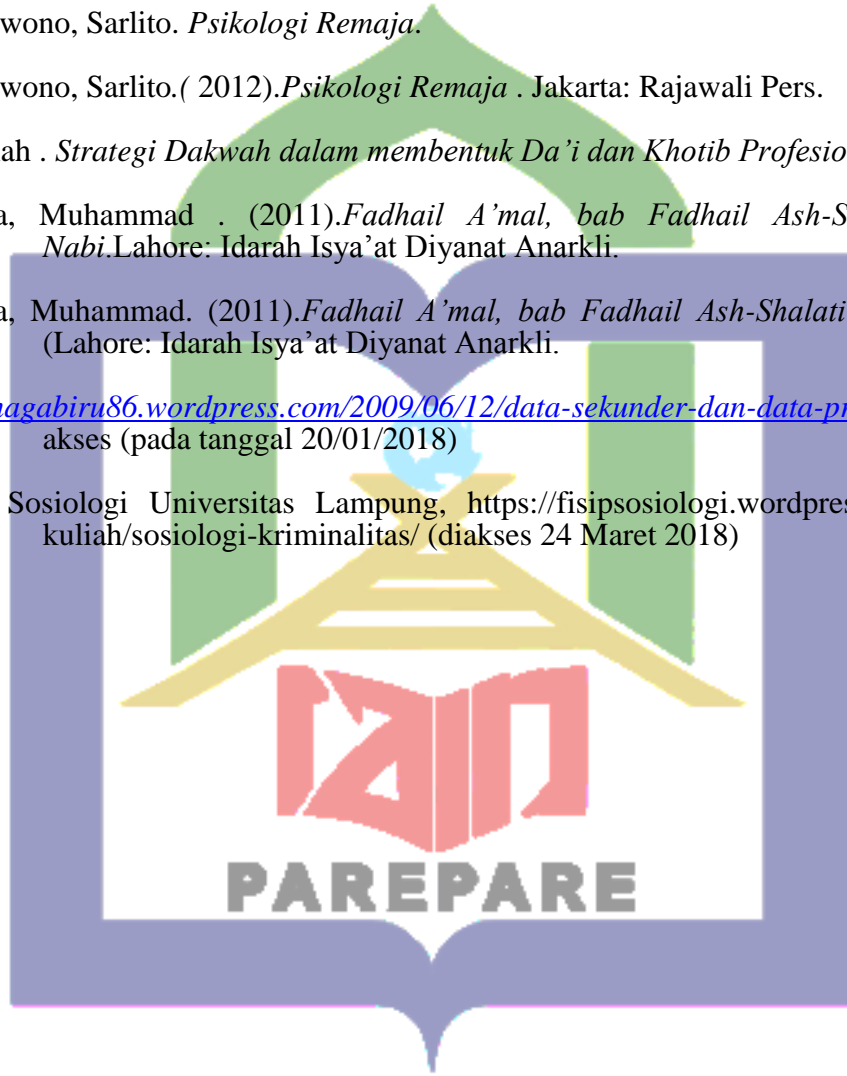 wono, Sarlito. Psikologi Remaja.
wono, Sarlito.( 2012).Psikologi Remaja . Jakarta: Rajawali Pers.
ah . Strategi Dakwah dalam membentuk Da’i dan Khotib Profesio
a, Muhammad . (2011).Fadhail A’mal, bab Fadhail Ash-S
Nabi.Lahore: Idarah Isya’at Diyanat Anarkli.
a, Muhammad. (2011).Fadhail A’mal, bab Fadhail Ash-Shalati
(Lahore: Idarah Isya’at Diyanat Anarkli.
nagabiru86.wordpress.com/2009/06/12/data-sekunder-dan-data-pr
akses (pada tanggal 20/01/2018)
Sosiologi Universitas Lampung, https://fisipsosiologi.wordpres
kuliah/sosiologi-kriminalitas/ (diakses 24 Maret 2018)
iain
PAREPARE